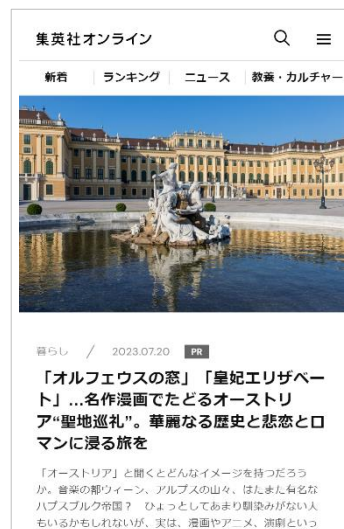 集英社オンライン
新着 ランキング ニュース 教養・カルチャー
暮らし / 2023.07.20 PR
「オルフェウスの窓」「皇妃エリザベー
ト」…名作漫画でたどるオーストリ
ア“聖地巡礼”。華麗なる歴史と悲恋とロ
マンに浸る旅を
「オーストリア」と聞くとどんなイメージを持つだろう
か。音楽の都ウィーン、アルプスの山々、はたまた有名な
ハプスブルク帝国？　ひょっとしてあまり馴染みがない人
もいるかもしれないが、実は、漫画やアニメ、演劇といっ